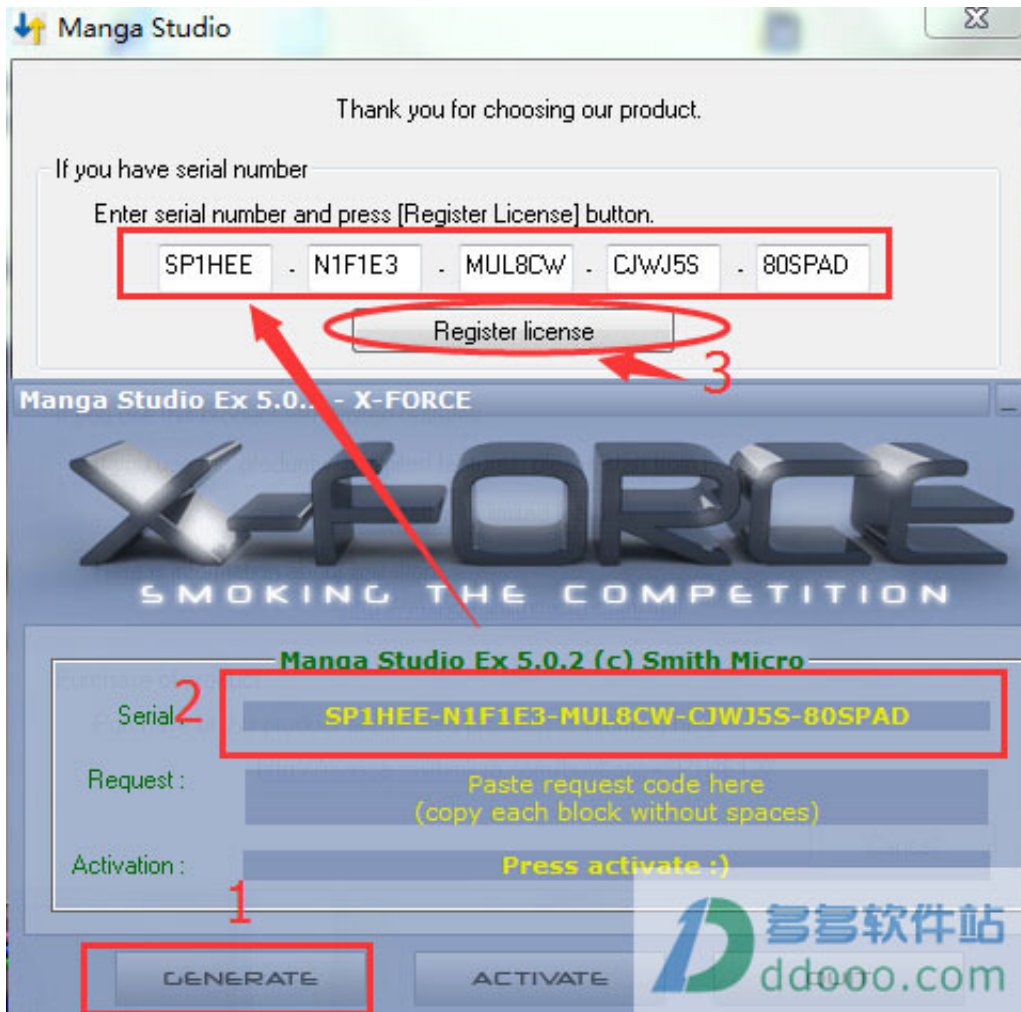 Manga Studio
Thank you for choosing our product.
If you have serial number
Enter serial number and press [Register License] button.
SP1HEE - N1F1E3 - MUL8CW - CJWJ5S - 80SPAD
Register license
3
Manga Studio Ex 5.0... - X-FORCE
X-FORCE
SMOKING THE COMPETITION
Manga Studio Ex 5.0.2 (c) Smith Micro
2
Serial : SP1HEE-N1F1E3-MUL8CW-CJWJ5S-80SPAD
Request : Paste request code here
(copy each block without spaces)
Activation : Press activate :)
1
GENERATE ACTIVATE QUIT
多多软件站
ddooo.com